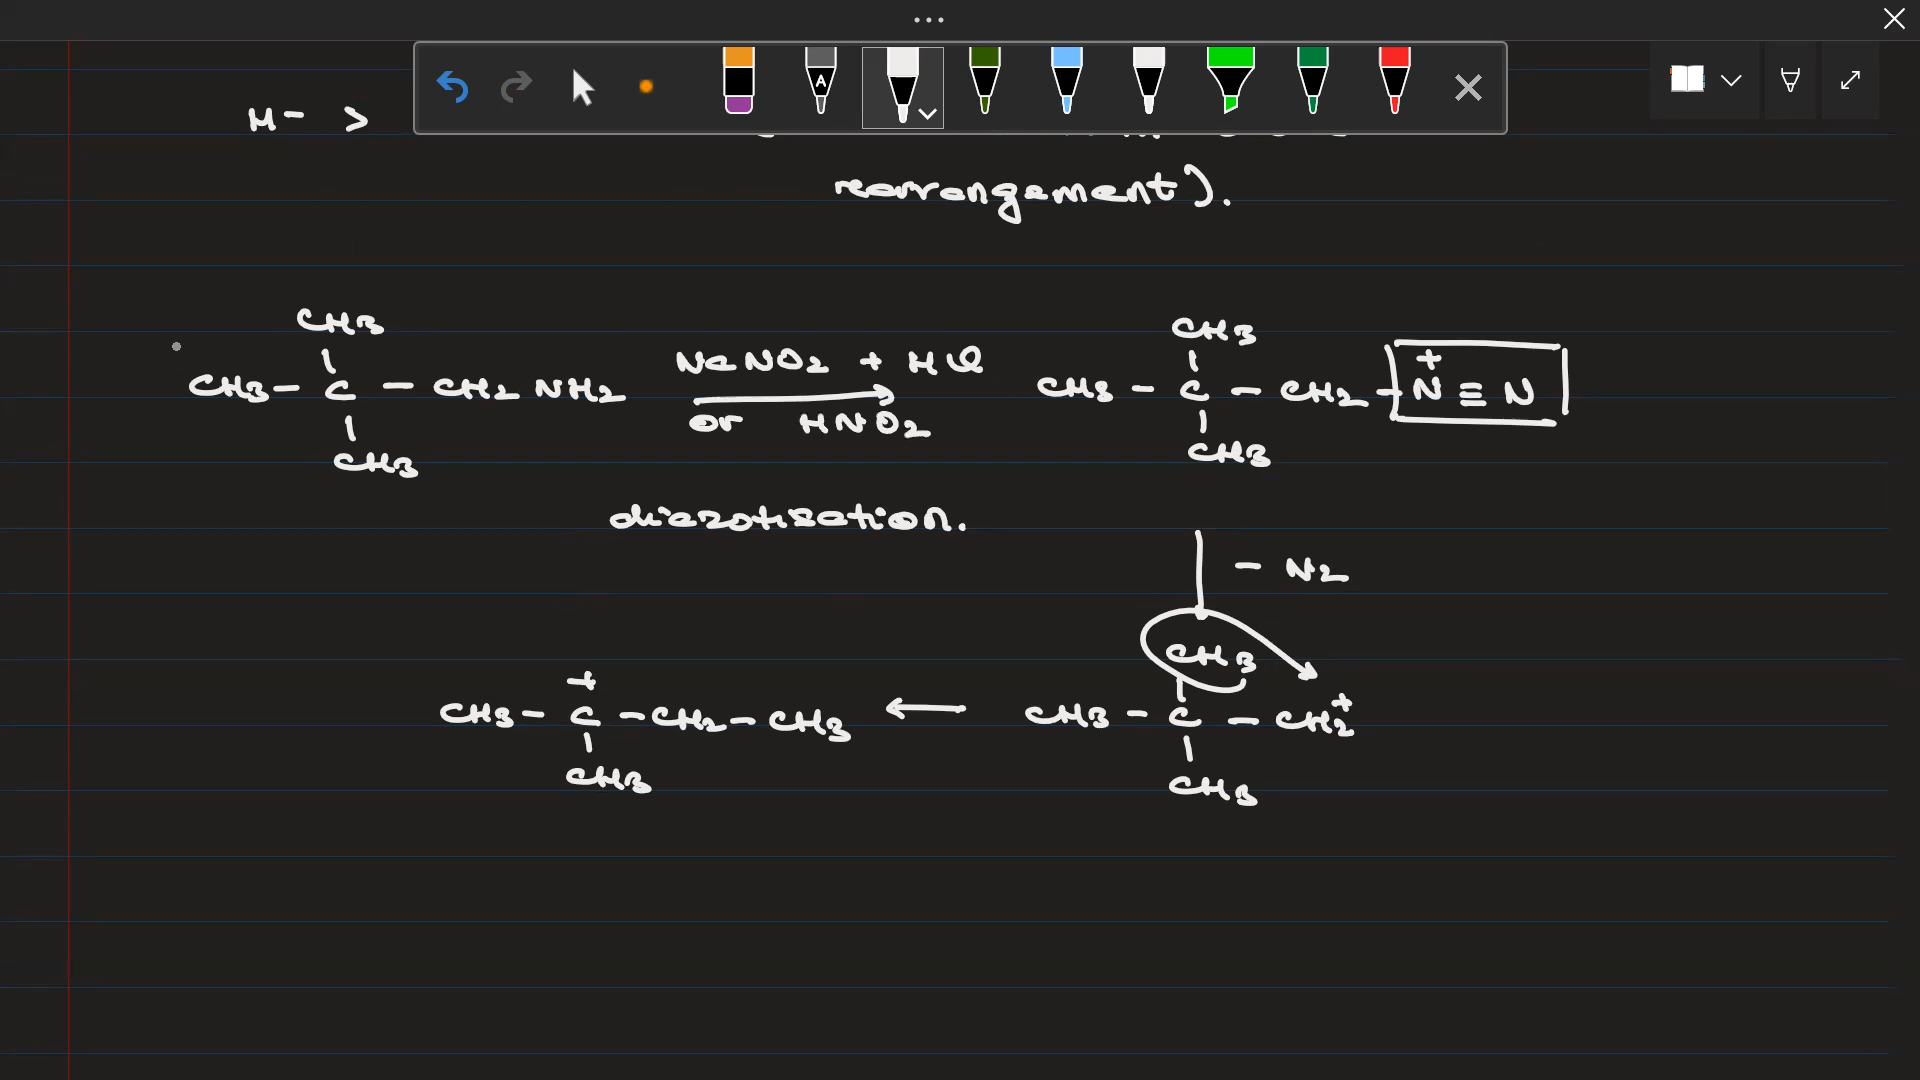 H- >
rearrangement).
CH3 CH3
CH3 - C - CH2 NH2 NaNO2 + HCl CH3 - C - CH2 - N+ ≡ N
or HNO2
CH3 CH3
diazotisation.
- N2
CH3
+
CH3 - C - CH2 - CH3 ← CH3 - C - CH2+
CH3 CH3